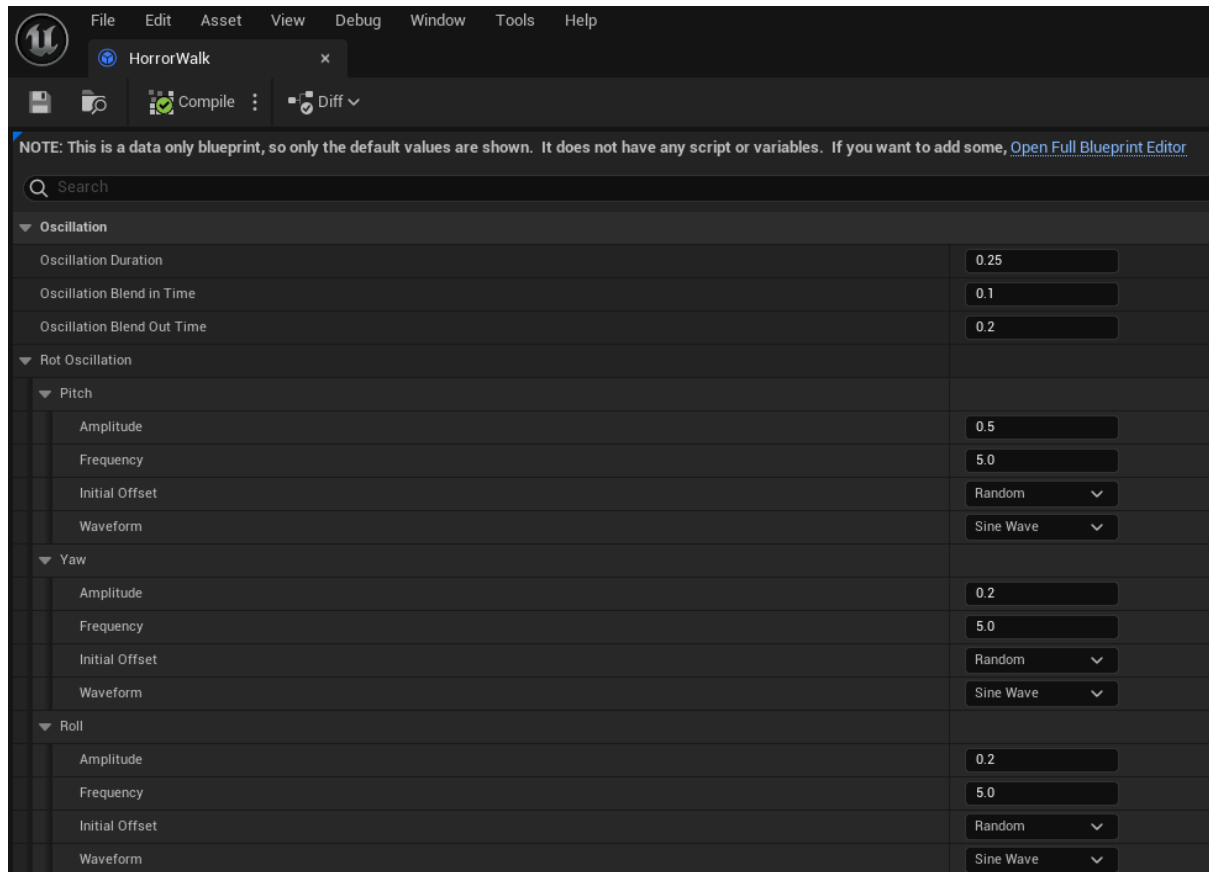 File Edit Asset View Debug Window Tools Help
HorrorWalk
Compile Diff
NOTE: This is a data only blueprint, so only the default values are shown. It does not have any script or variables. If you want to add some, Open Full Blueprint Editor
Search
Oscillation
Oscillation Duration 0.25
Oscillation Blend in Time 0.1
Oscillation Blend Out Time 0.2
Rot Oscillation
Pitch
Amplitude 0.5
Frequency 5.0
Initial Offset Random
Waveform Sine Wave
Yaw
Amplitude 0.2
Frequency 5.0
Initial Offset Random
Waveform Sine Wave
Roll
Amplitude 0.2
Frequency 5.0
Initial Offset Random
Waveform Sine Wave